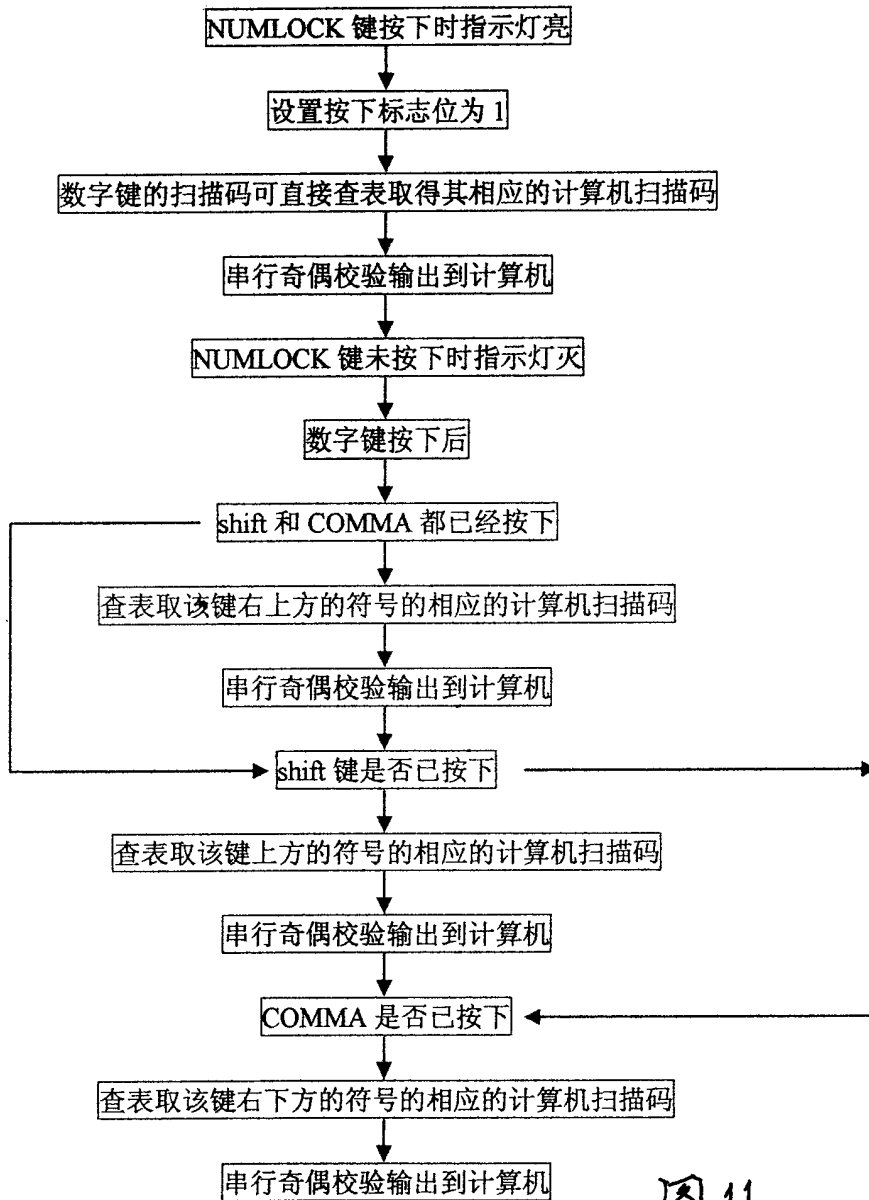 NUMLOCK 键按下时指示灯亮
设置按下标志位为 1
数字键的扫描码可直接查表取得其相应的计算机扫描码
串行奇偶校验输出到计算机
NUMLOCK 键未按下时指示灯灭
数字键按下后
shift 和 COMMA 都已经按下
查表取该键右上方的符号的相应的计算机扫描码
串行奇偶校验输出到计算机
shift 键是否已按下
查表取该键上方的符号的相应的计算机扫描码
串行奇偶校验输出到计算机
COMMA 是否已按下
查表取该键右下方的符号的相应的计算机扫描码
串行奇偶校验输出到计算机
图 11